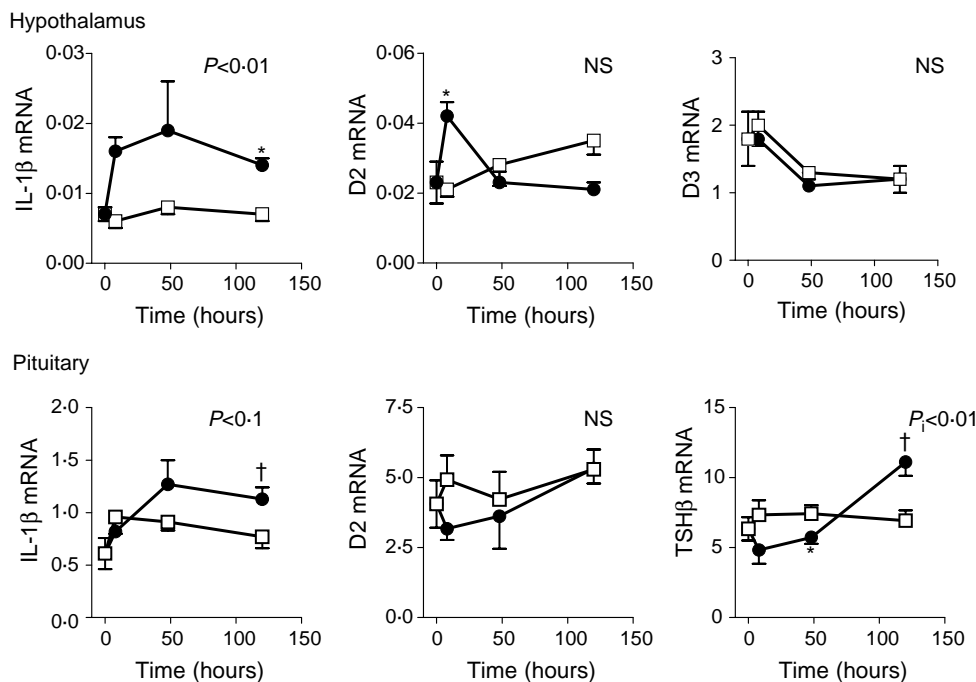 Hypothalamus
IL-1β mRNA
0·03
0·02
0·01
0·00
P<0·01
*
0 50 100 150
Time (hours)
D2 mRNA
0·06
0·04
0·02
0·00
NS
*
0 50 100 150
Time (hours)
D3 mRNA
3
2
1
0
NS
0 50 100 150
Time (hours)
Pituitary
IL-1β mRNA
2·0
1·5
1·0
0·5
0·0
P<0·1
†
0 50 100 150
Time (hours)
D2 mRNA
7·5
5·0
2·5
0·0
NS
0 50 100 150
Time (hours)
TSHβ mRNA
15
10
5
0
Pi<0·01
†
*
0 50 100 150
Time (hours)